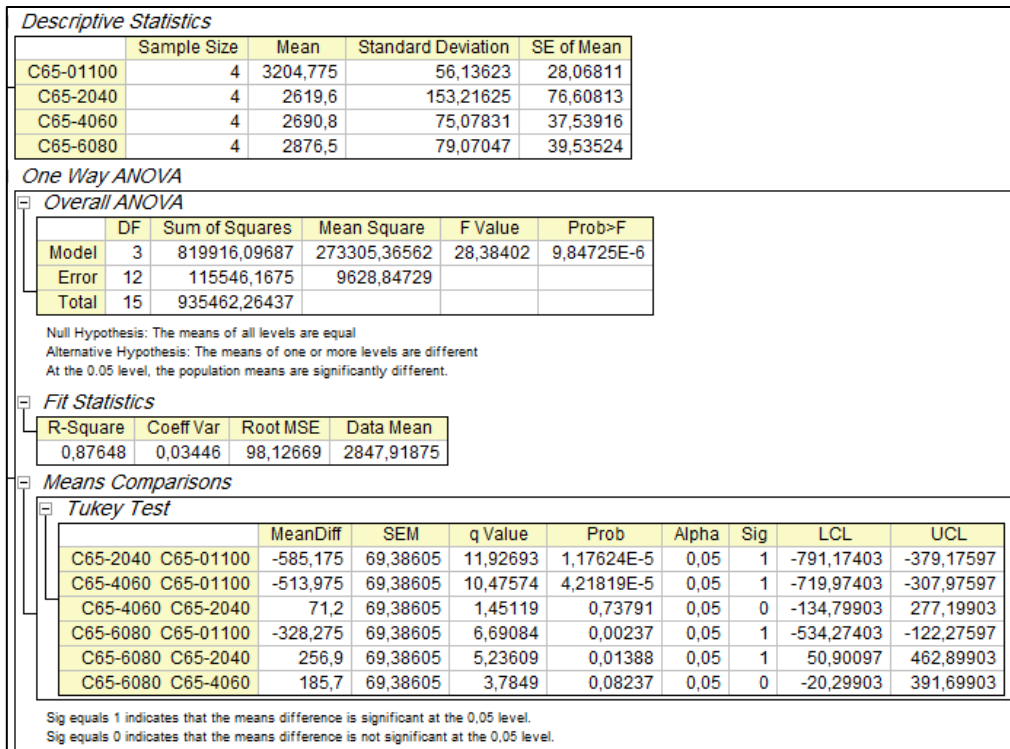 Descriptive Statistics
Sample Size Mean Standard Deviation SE of Mean
C65-01100 4 3204,775 56,13623 28,06811
C65-2040 4 2619,6 153,21625 76,60813
C65-4060 4 2690,8 75,07831 37,53916
C65-6080 4 2876,5 79,07047 39,53524
One Way ANOVA
Overall ANOVA
DF Sum of Squares Mean Square F Value Prob>F
Model 3 819916,09687 273305,36562 28,38402 9,84725E-6
Error 12 115546,1675 9628,84729
Total 15 935462,26437
Null Hypothesis: The means of all levels are equal
Alternative Hypothesis: The means of one or more levels are different
At the 0.05 level, the population means are significantly different.
Fit Statistics
R-Square Coeff Var Root MSE Data Mean
0,87648 0,03446 98,12669 2847,91875
Means Comparisons
Tukey Test
MeanDiff SEM q Value Prob Alpha Sig LCL UCL
C65-2040 C65-01100 -585,175 69,38605 11,92693 1,17624E-5 0,05 1 -791,17403 -379,17597
C65-4060 C65-01100 -513,975 69,38605 10,47574 4,21819E-5 0,05 1 -719,97403 -307,97597
C65-4060 C65-2040 71,2 69,38605 1,45119 0,73791 0,05 0 -134,79903 277,19903
C65-6080 C65-01100 -328,275 69,38605 6,69084 0,00237 0,05 1 -534,27403 -122,27597
C65-6080 C65-2040 256,9 69,38605 5,23609 0,01388 0,05 1 50,90097 462,89903
C65-6080 C65-4060 185,7 69,38605 3,7849 0,08237 0,05 0 -20,29903 391,69903
Sig equals 1 indicates that the means difference is significant at the 0,05 level.
Sig equals 0 indicates that the means difference is not significant at the 0,05 level.